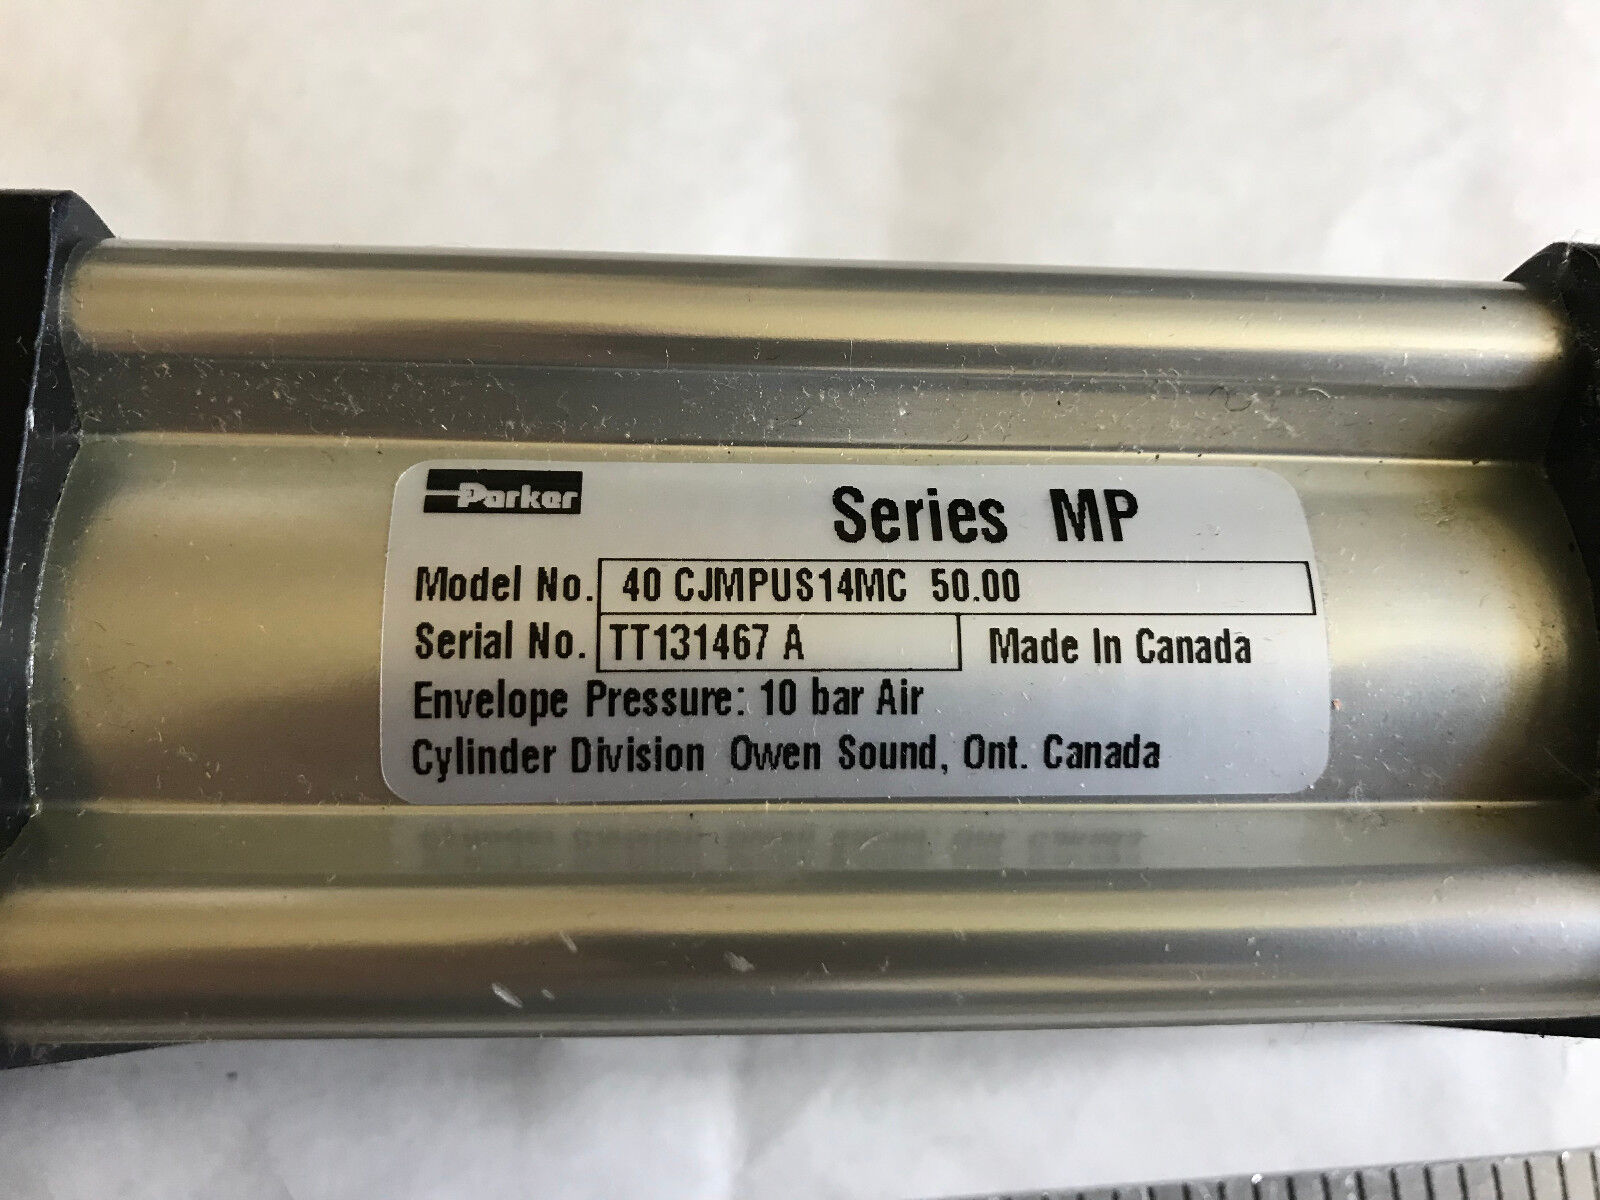 Parker
Series MP
Model No. 40 CJMPUS14MC 50.00
Serial No. TT131467 A Made In Canada
Envelope Pressure: 10 bar Air
Cylinder Division Owen Sound, Ont. Canada